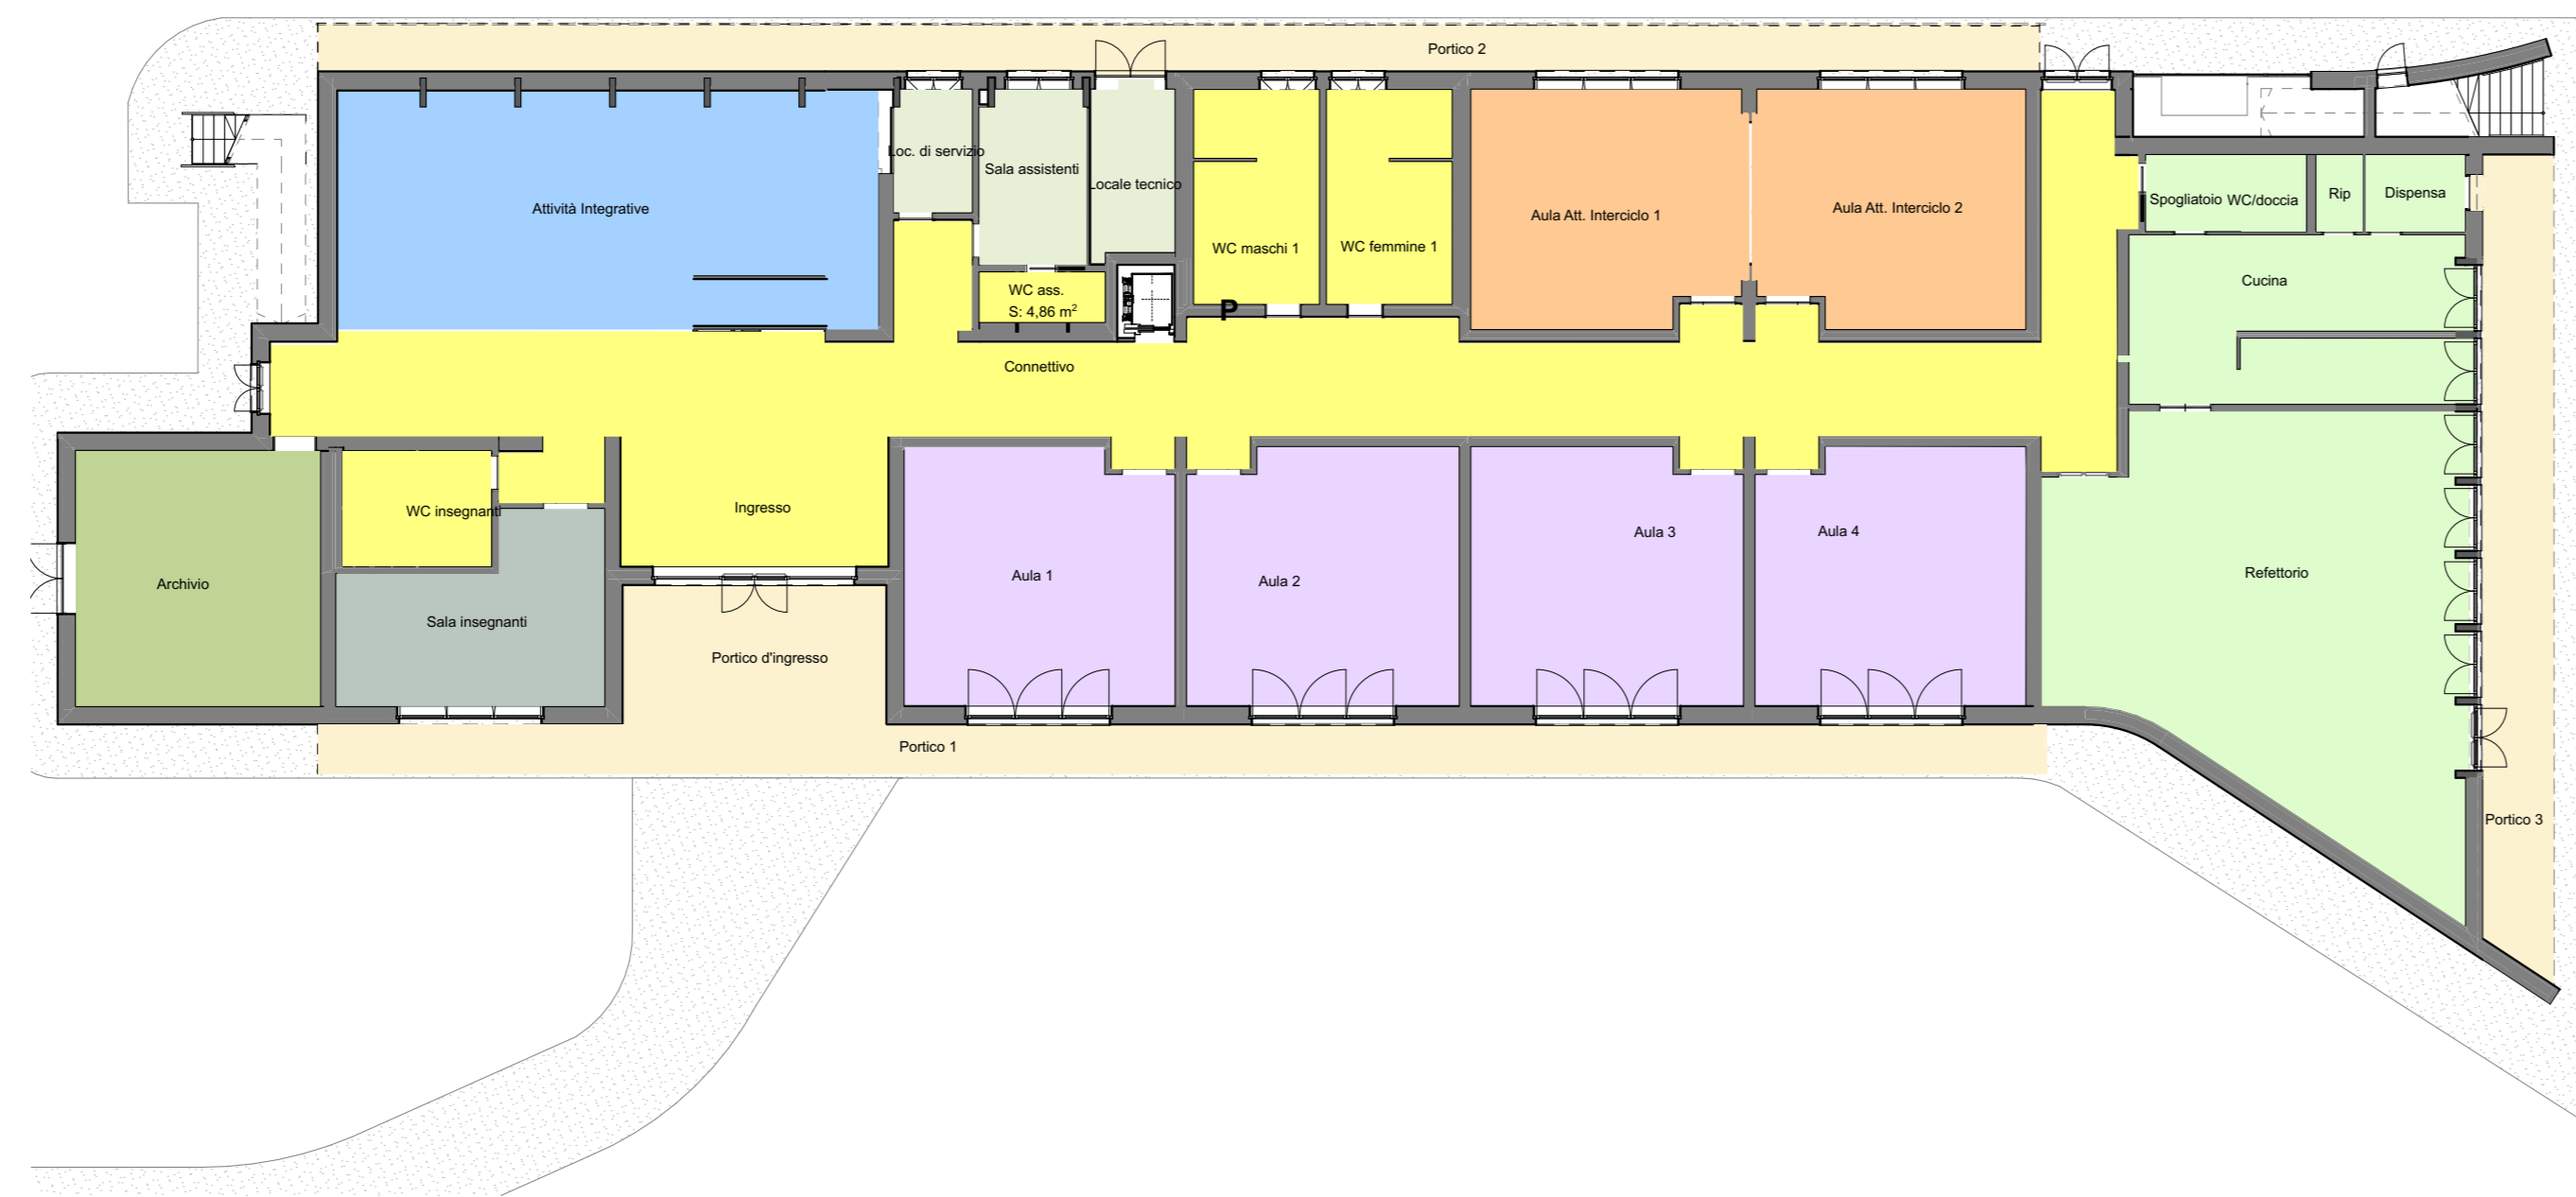 Portico 2
Loc. di servizio
Sala assistenti
Locale tecnico
Attività Integrative
Aula Att. Interciclo 1
Aula Att. Interciclo 2
Spogliatoio WC/doccia
Rip
Dispensa
WC maschi 1
WC femmine 1
Cucina
WC ass.
S: 4,86 m²
P
Connettivo
WC insegnanti
Ingresso
Aula 3
Aula 4
Archivio
Aula 1
Aula 2
Refettorio
Sala insegnanti
Portico d'ingresso
Portico 1
Portico 3